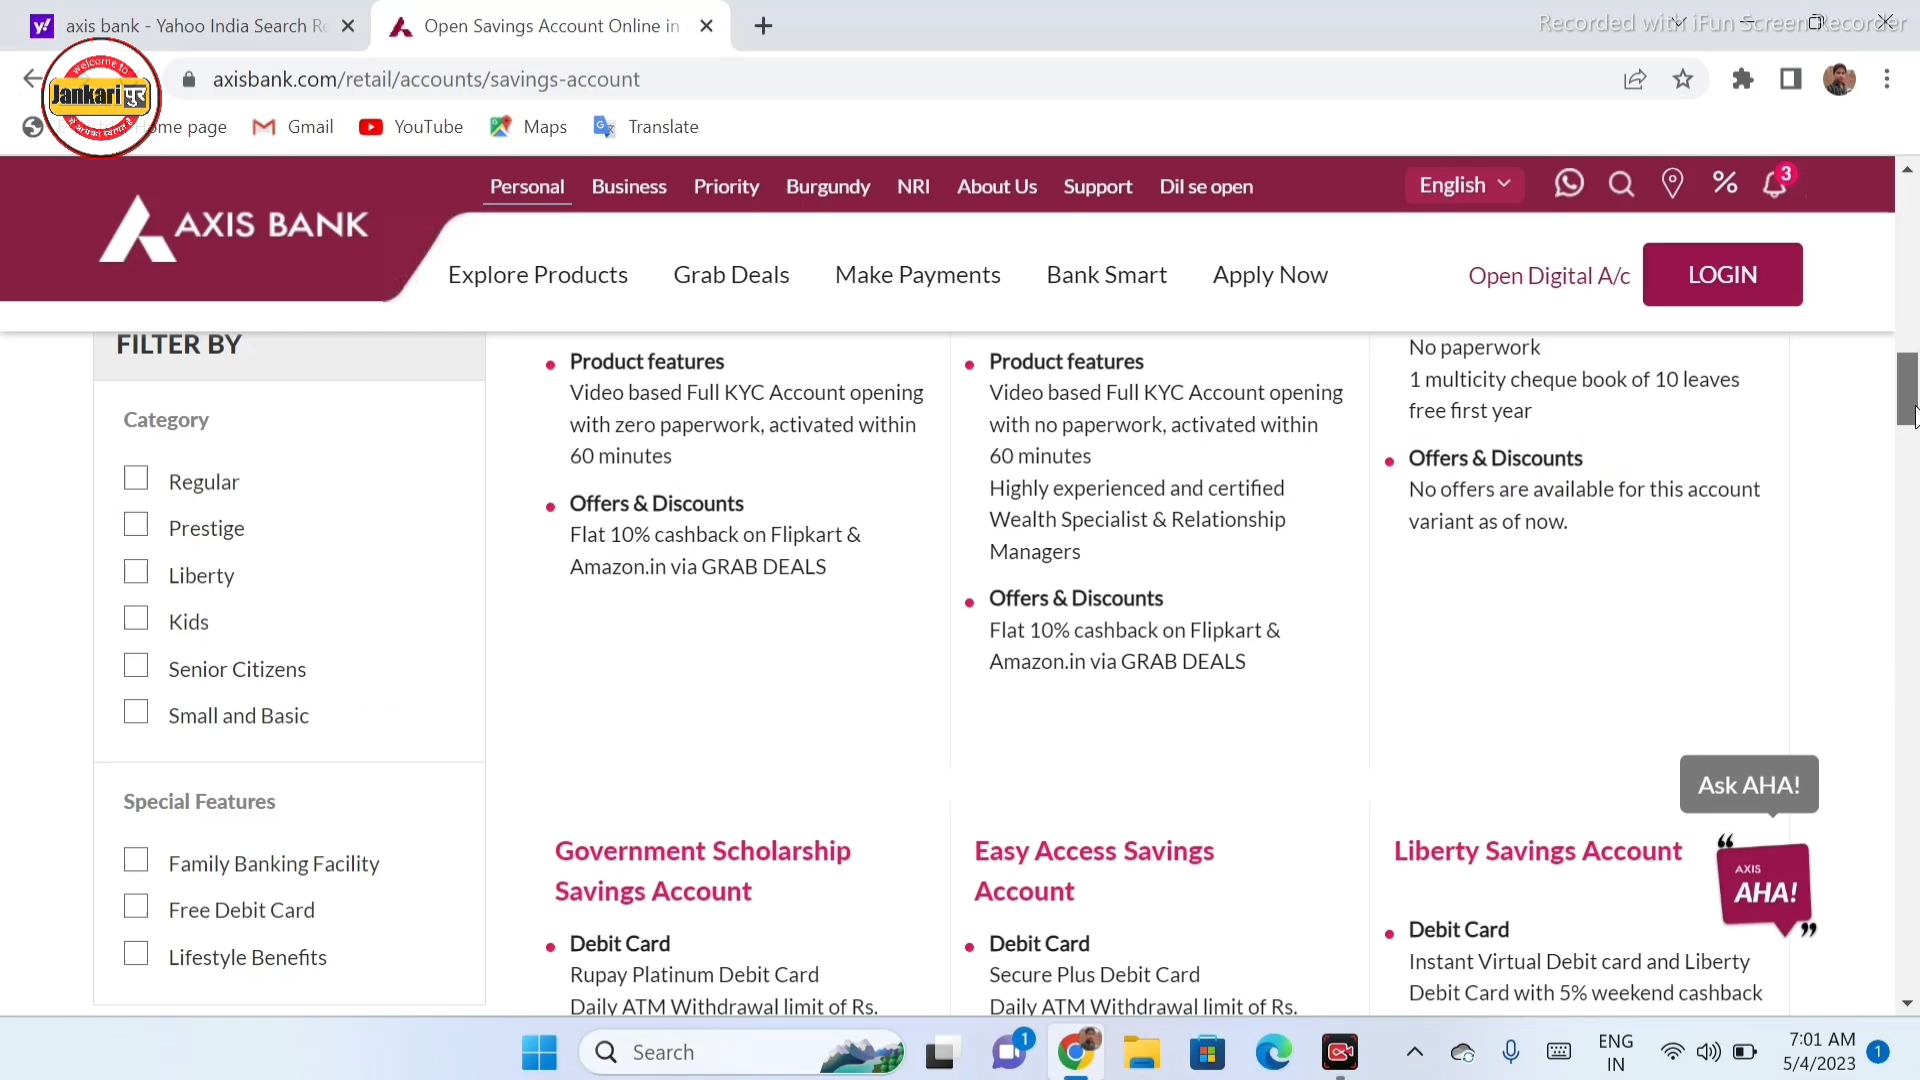 axis bank - Yahoo India Search Re
Open Savings Account Online in
Recorded with iFun Screen Recorder
welcome to
Jankari पुर
में आपका स्वागत है
axisbank.com/retail/accounts/savings-account
ome page
Gmail
YouTube
Maps
Translate
AXIS BANK
Personal Business Priority Burgundy NRI About Us Support Dil se open
English
3
Explore Products Grab Deals Make Payments Bank Smart Apply Now
Open Digital A/c
LOGIN
FILTER BY
Category
Regular
Prestige
Liberty
Kids
Senior Citizens
Small and Basic
Special Features
Family Banking Facility
Free Debit Card
Lifestyle Benefits
Product features
Video based Full KYC Account opening
with zero paperwork, activated within
60 minutes
Offers & Discounts
Flat 10% cashback on Flipkart &
Amazon.in via GRAB DEALS
Product features
Video based Full KYC Account opening
with no paperwork, activated within
60 minutes
Highly experienced and certified
Wealth Specialist & Relationship
Managers
Offers & Discounts
Flat 10% cashback on Flipkart &
Amazon.in via GRAB DEALS
No paperwork
1 multicity cheque book of 10 leaves
free first year
Offers & Discounts
No offers are available for this account
variant as of now.
Government Scholarship
Savings Account
Debit Card
Rupay Platinum Debit Card
Daily ATM Withdrawal limit of Rs.
Easy Access Savings
Account
Debit Card
Secure Plus Debit Card
Daily ATM Withdrawal limit of Rs.
Liberty Savings Account
Debit Card
Instant Virtual Debit card and Liberty
Debit Card with 5% weekend cashback
Ask AHA!
AXIS
AHA!
Search
1
ENG
IN
7:01 AM
5/4/2023
1